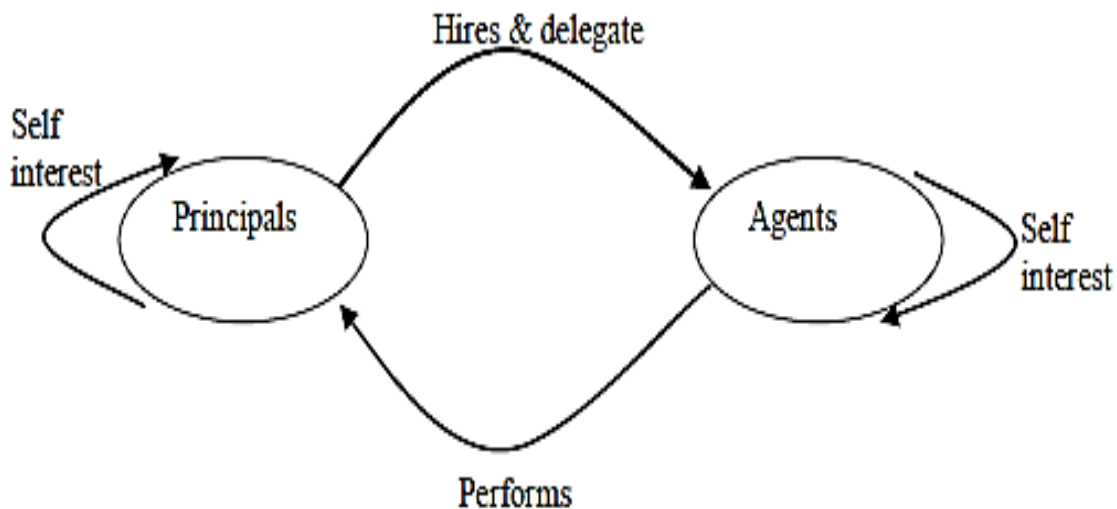 Hires & delegate
Self
interest
Principals
Agents
Self
interest
Performs